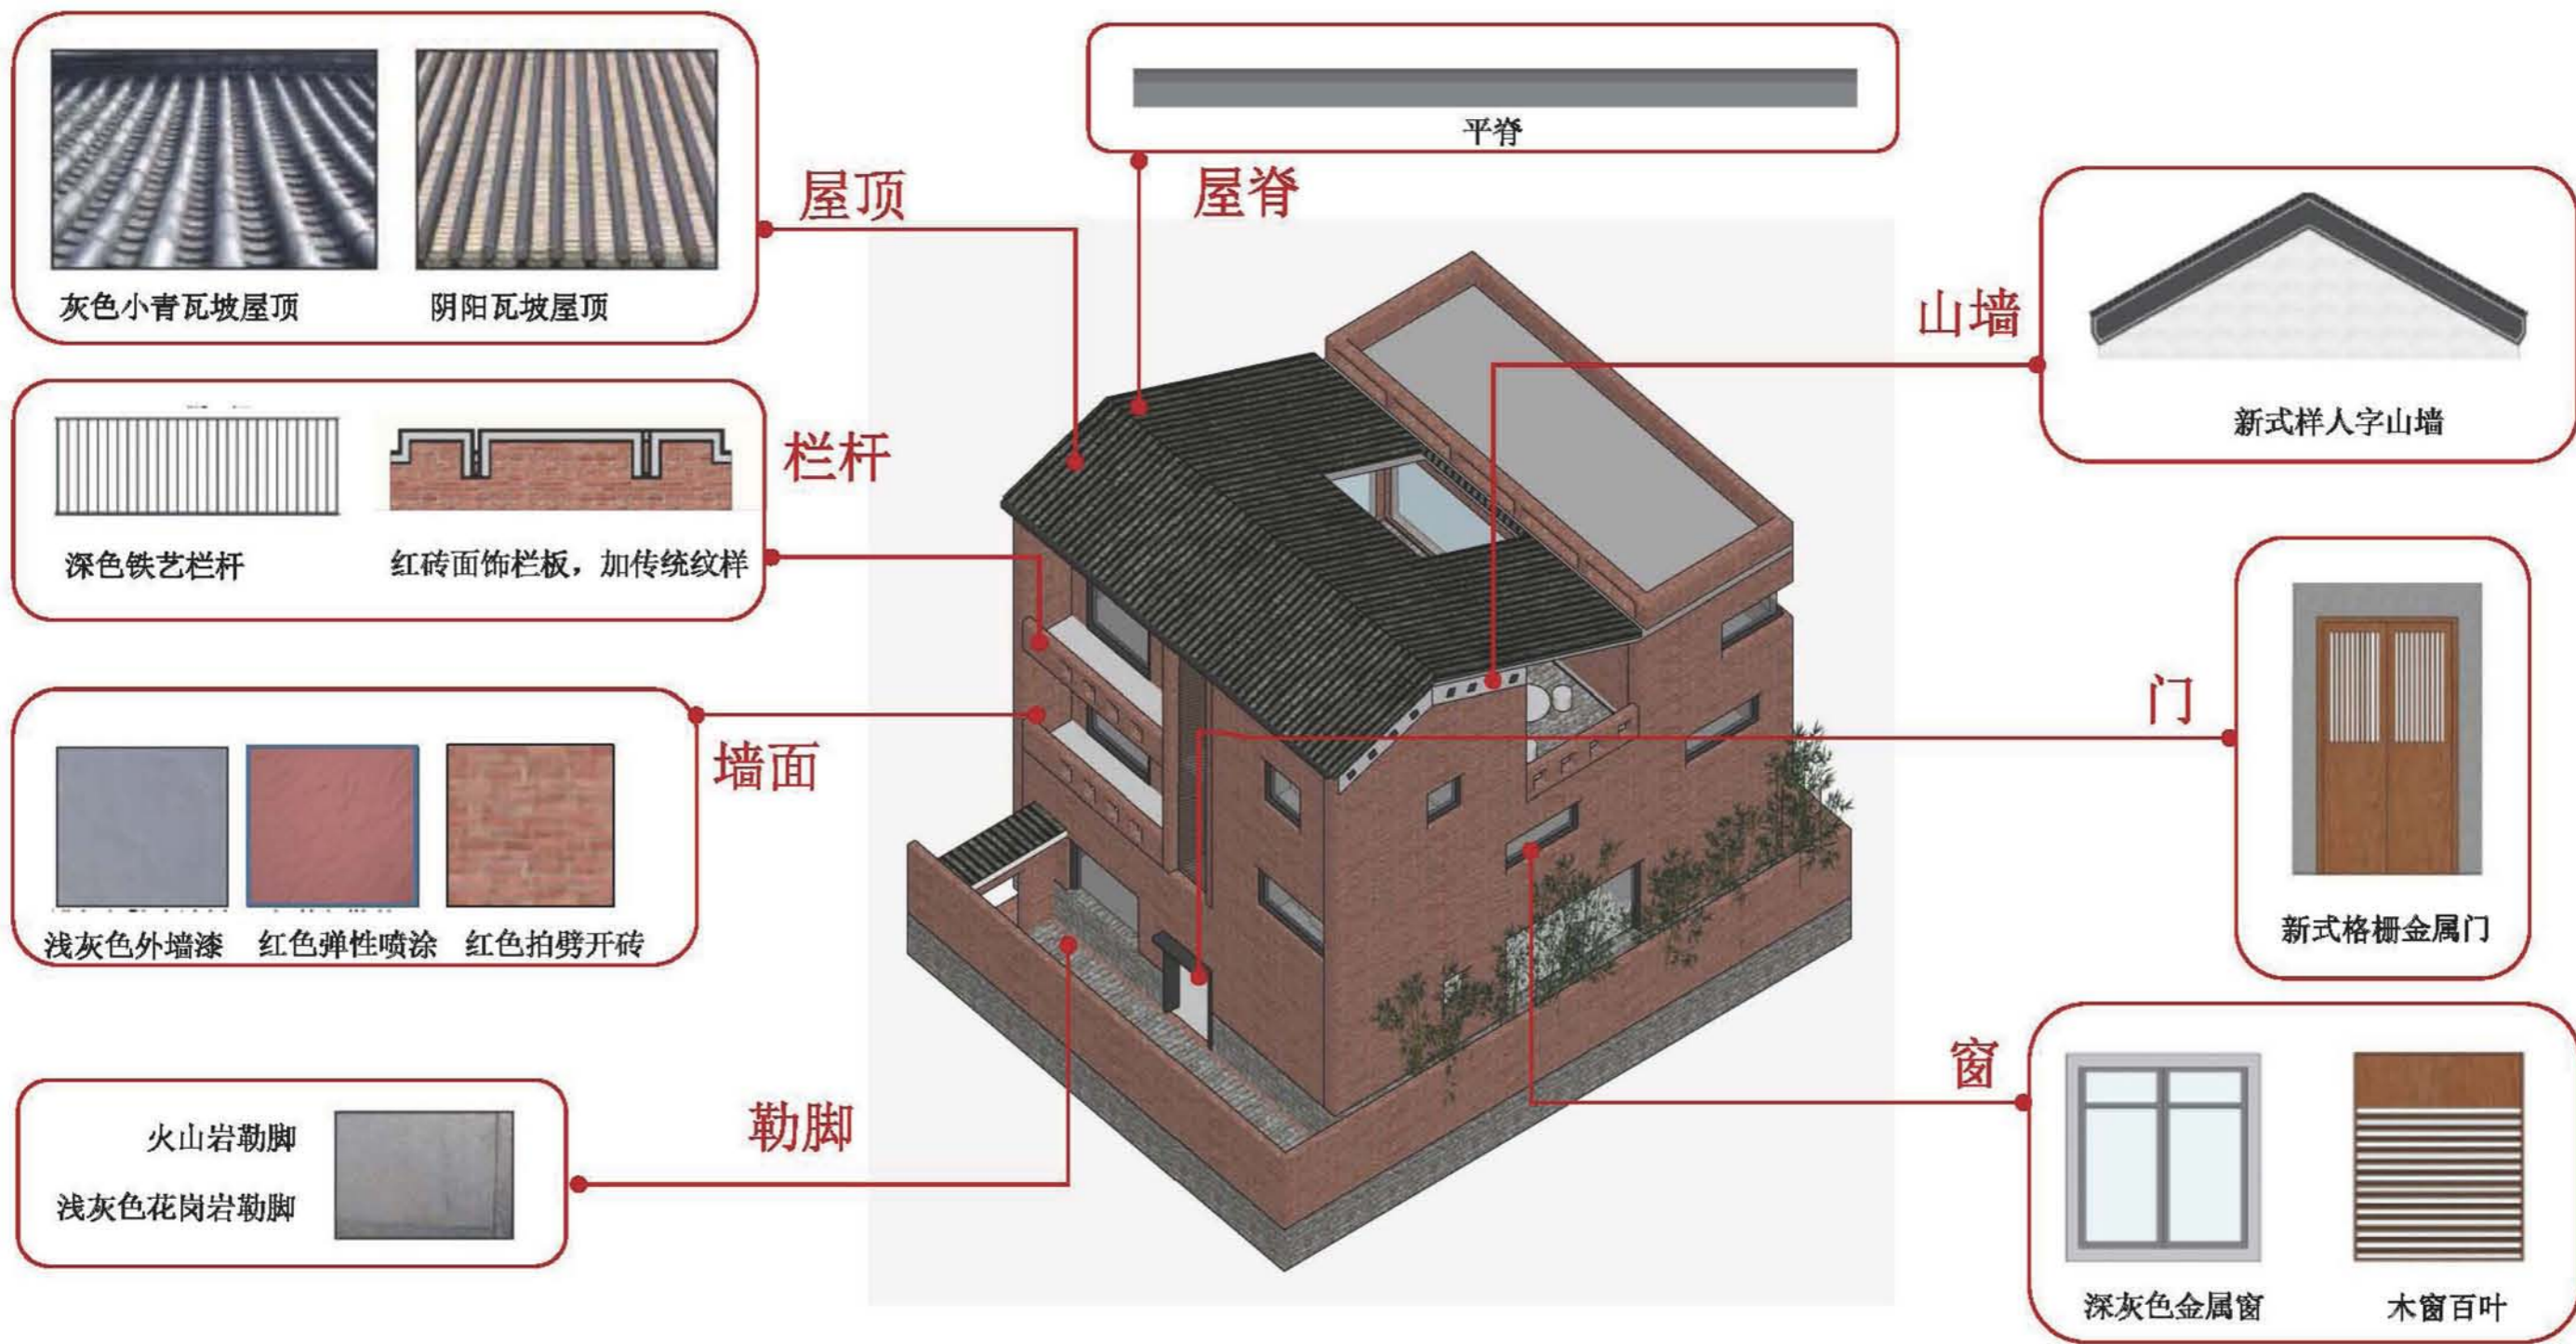 屋顶
灰色小青瓦坡屋顶
阴阳瓦坡屋顶
平脊
屋脊
山墙
新式样人字山墙
栏杆
深色铁艺栏杆
红砖面饰栏板，加传统纹样
墙面
浅灰色外墙漆
红色弹性喷涂
红色拍劈开砖
门
新式格栅金属门
勒脚
火山岩勒脚
浅灰色花岗岩勒脚
窗
深灰色金属窗
木窗百叶